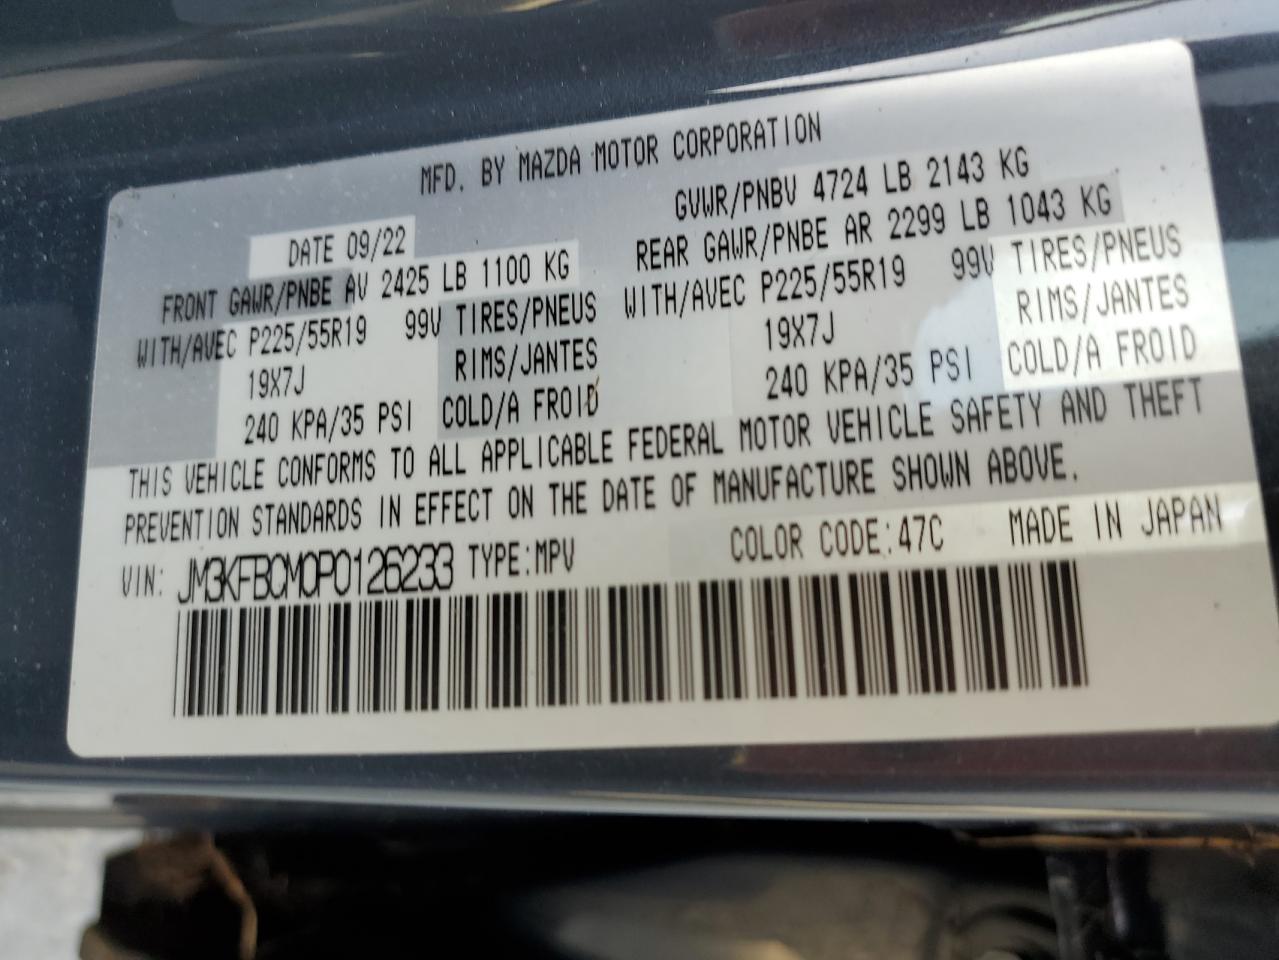 MFD. BY MAZDA MOTOR CORPORATION
DATE 09/22 GVWR/PNBV 4724 LB 2143 KG
FRONT GAWR/PNBE AV 2425 LB 1100 KG REAR GAWR/PNBE AR 2299 LB 1043 KG
WITH/AVEC P225/55R19 99V TIRES/PNEUS WITH/AVEC P225/55R19 99V TIRES/PNEUS
19X7J RIMS/JANTES 19X7J RIMS/JANTES
240 KPA/35 PSI COLD/A FROID 240 KPA/35 PSI COLD/A FROID
THIS VEHICLE CONFORMS TO ALL APPLICABLE FEDERAL MOTOR VEHICLE SAFETY AND THEFT
PREVENTION STANDARDS IN EFFECT ON THE DATE OF MANUFACTURE SHOWN ABOVE.
VIN: JM3KFBCM0P0126233 TYPE:MPV COLOR CODE:47C MADE IN JAPAN